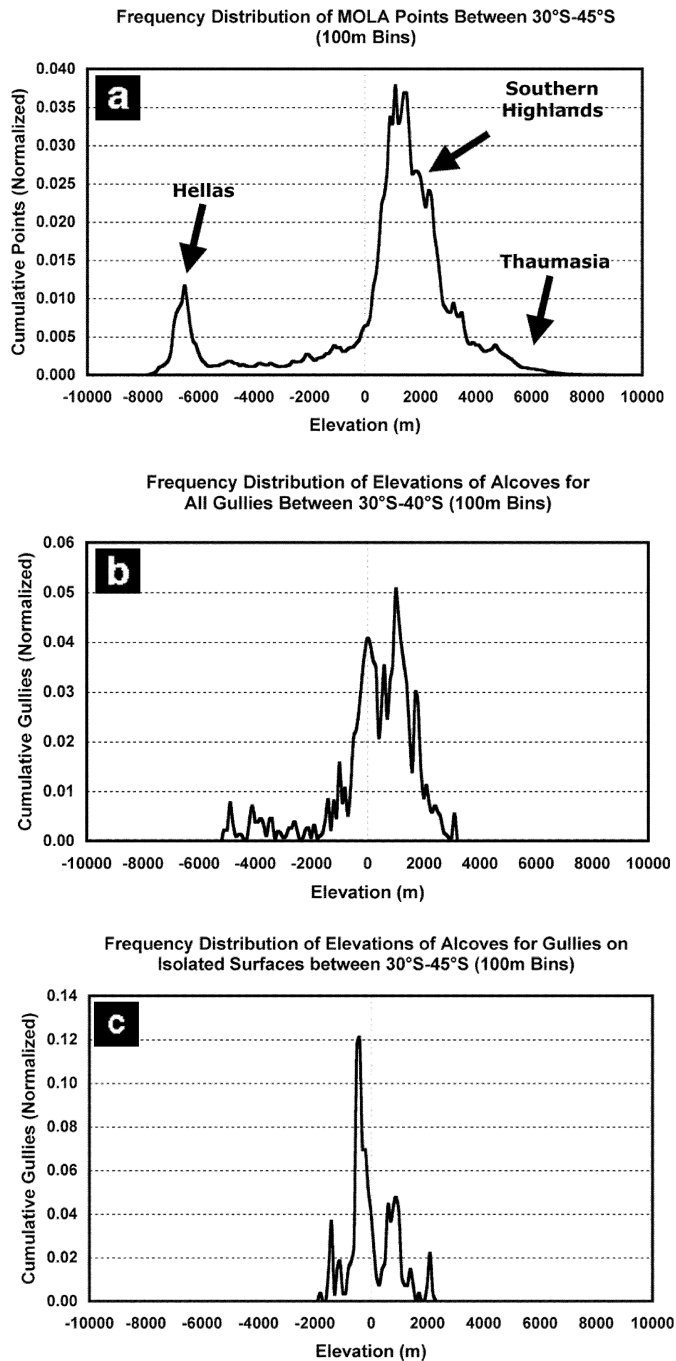 Frequency Distribution of MOLA Points Between 30°S-45°S
(100m Bins)
a
Cumulative Points (Normalized)
0.040
0.035
0.030
0.025
0.020
0.015
0.010
0.005
0.000
Southern
Highlands
Hellas
Thaumasia
-10000 -8000 -6000 -4000 -2000 0 2000 4000 6000 8000 10000
Elevation (m)
Frequency Distribution of Elevations of Alcoves for
All Gullies Between 30°S-40°S (100m Bins)
b
Cumulative Gullies (Normalized)
0.06
0.05
0.04
0.03
0.02
0.01
0.00
-10000 -8000 -6000 -4000 -2000 0 2000 4000 6000 8000 10000
Elevation (m)
Frequency Distribution of Elevations of Alcoves for Gullies on
Isolated Surfaces between 30°S-45°S (100m Bins)
c
Cumulative Gullies (Normalized)
0.14
0.12
0.10
0.08
0.06
0.04
0.02
0.00
-10000 -8000 -6000 -4000 -2000 0 2000 4000 6000 8000 10000
Elevation (m)